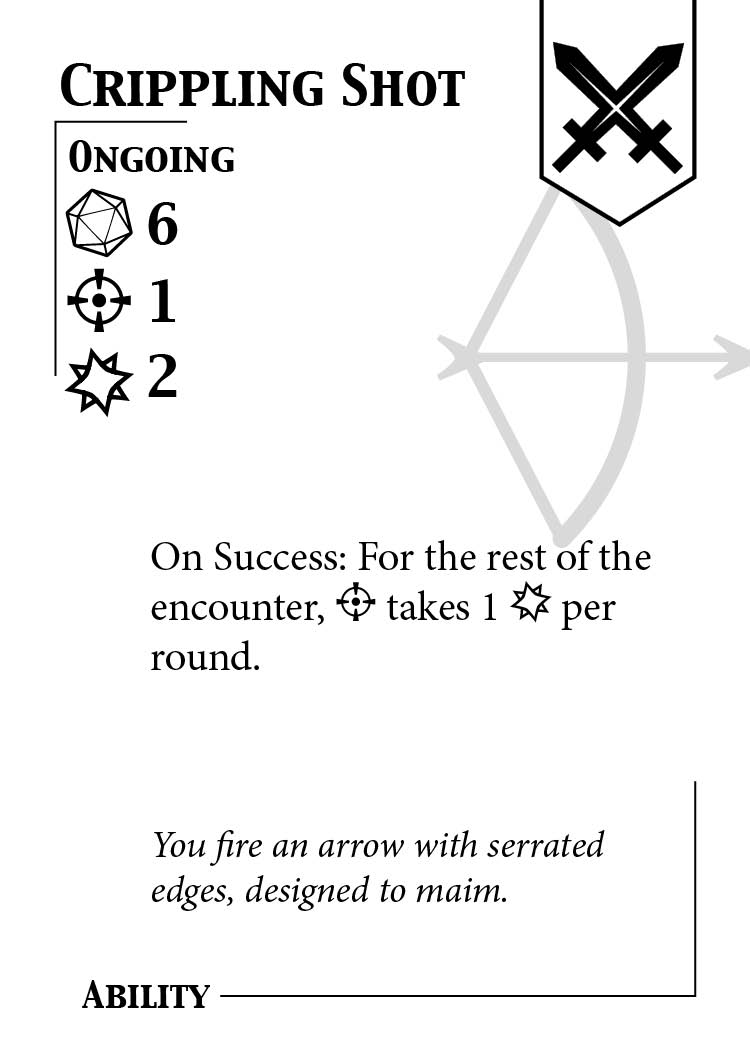 Crippling Shot
Ongoing
6
1
2
On Success: For the rest of the
encounter, takes 1 per
round.
You fire an arrow with serrated
edges, designed to maim.
Ability